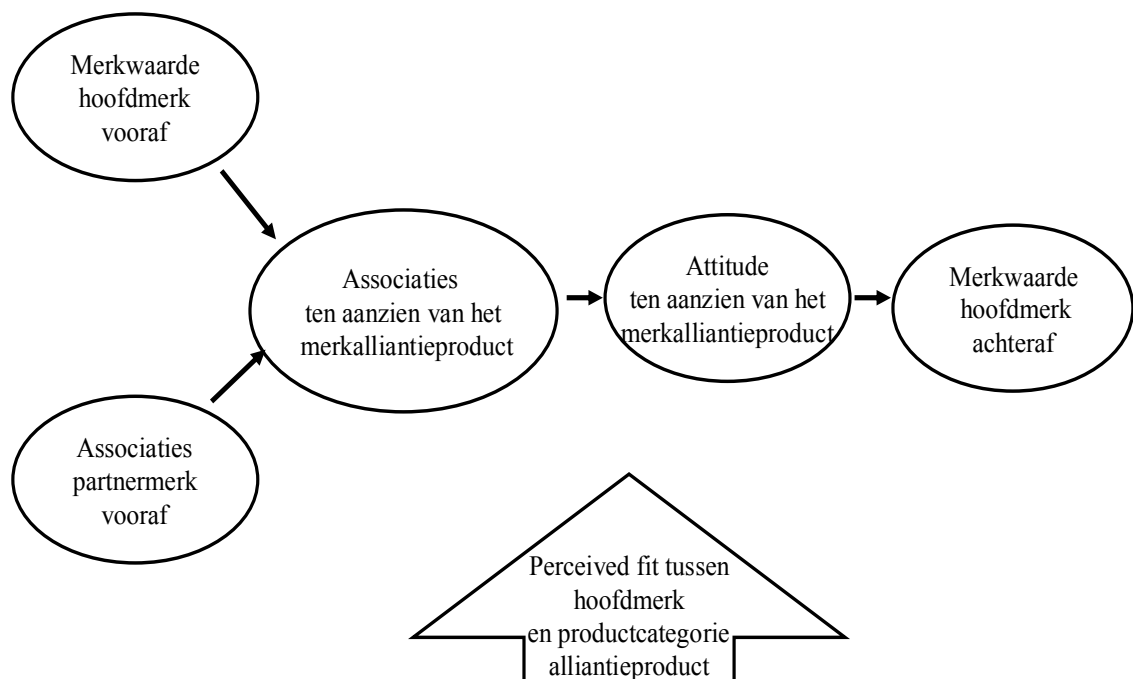 Merkwaarde
hoofdmerk
vooraf
Associaties
ten aanzien van het
merkalliantieproduct
Attitude
ten aanzien van het
merkalliantieproduct
Merkwaarde
hoofdmerk
achteraf
Associaties
partnermerk
vooraf
Perceived fit tussen
hoofdmerk
en productcategorie
alliantieproduct